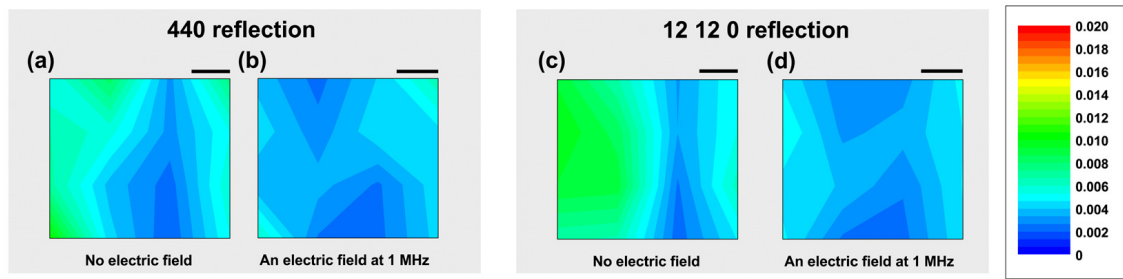 440 reflection
(a)
(b)
No electric field
An electric field at 1 MHz
12 12 0 reflection
(c)
(d)
No electric field
An electric field at 1 MHz
0.020
0.018
0.016
0.014
0.012
0.010
0.008
0.006
0.004
0.002
0